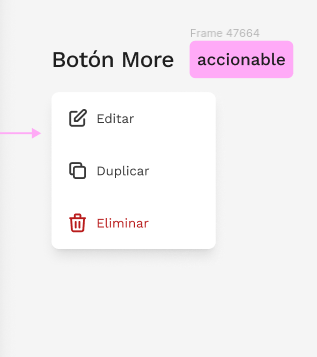 Frame 47664
Botón More
accionable
Editar
Duplicar
Eliminar